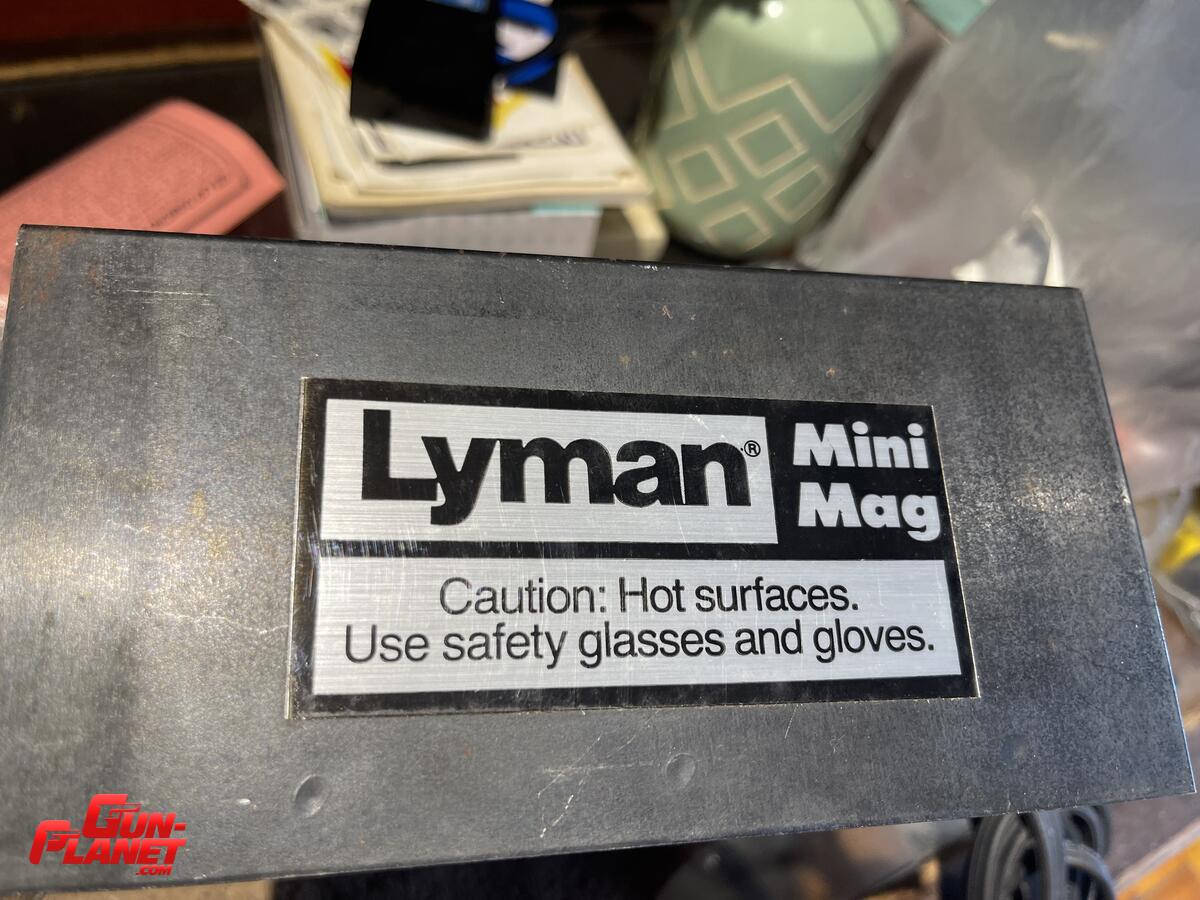 Lyman®
Mini
Mag
Caution: Hot surfaces.
Use safety glasses and gloves.
GUN-
PLANET
.COM